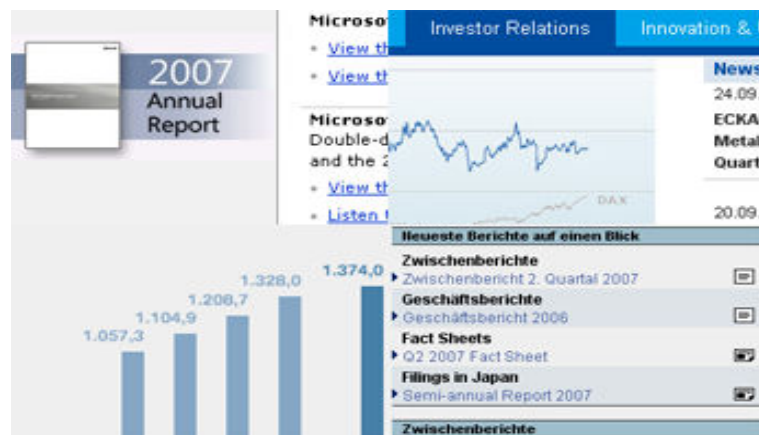 2007
Annual
Report
Microso
View th
View th
Microso
Double-d
and the 2
View th
Listen t
Investor Relations
Innovation &
News
24.09.
ECKA
Metal
Quart
20.09.
DAX
Neueste Berichte auf einen Blick
Zwischenberichte
Zwischenbericht 2. Quartal 2007
Geschäftsberichte
Geschäftsbericht 2006
Fact Sheets
Q2 2007 Fact Sheet
Filings in Japan
Semi-annual Report 2007
Zwischenberichte
1.057,3
1.104,9
1.208,7
1.328,0
1.374,0